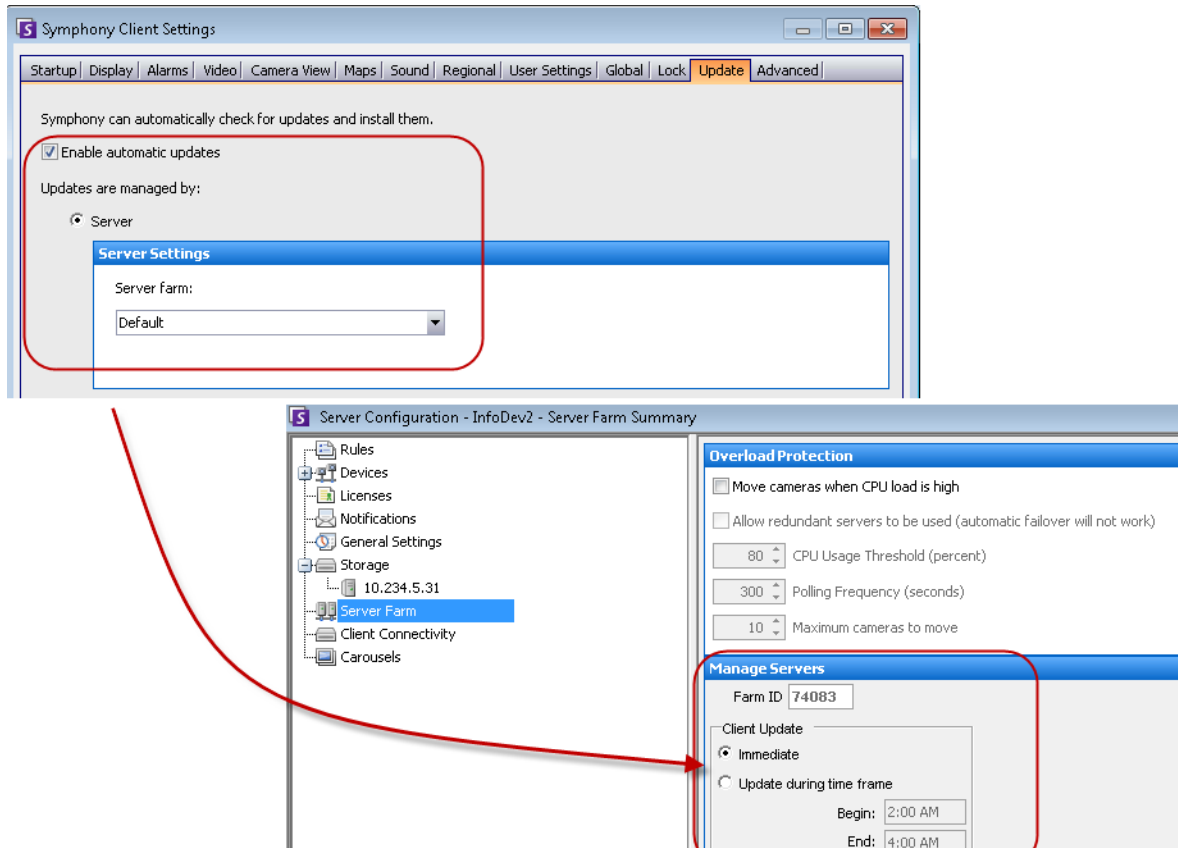 Symphony Client Settings
Startup Display Alarms Video Camera View Maps Sound Regional User Settings Global Lock Update Advanced
Symphony can automatically check for updates and install them.
Enable automatic updates
Updates are managed by:
Server
Server Settings
Server farm:
Default
Server Configuration - InfoDev2 - Server Farm Summary
Rules
Devices
Licenses
Notifications
General Settings
Storage
10.234.5.31
Server Farm
Client Connectivity
Carousels
Overload Protection
Move cameras when CPU load is high
Allow redundant servers to be used (automatic failover will not work)
80 CPU Usage Threshold (percent)
300 Polling Frequency (seconds)
10 Maximum cameras to move
Manage Servers
Farm ID 74083
Client Update
Immediate
Update during time frame
Begin: 2:00 AM
End: 4:00 AM